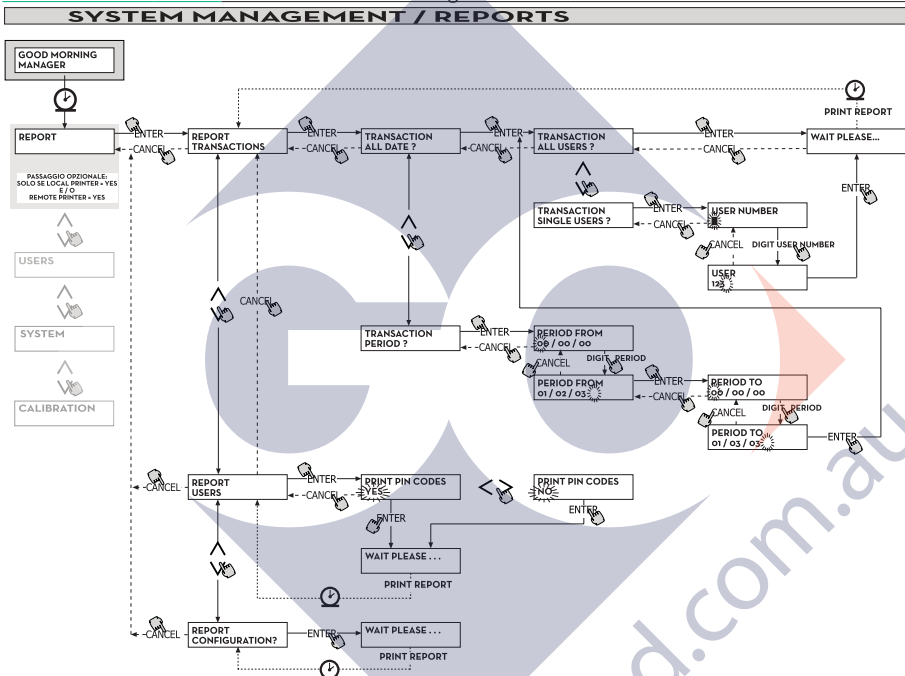 SYSTEM MANAGEMENT / REPORTS
GOOD MORNING
MANAGER
PRINT REPORT
REPORT
ENTER
CANCEL
REPORT
TRANSACTIONS
ENTER
CANCEL
TRANSACTION
ALL DATE ?
ENTER
CANCEL
TRANSACTION
ALL USERS ?
ENTER
CANCEL
WAIT PLEASE...
PASSAGGIO OPZIONALE:
SOLO SE LOCAL PRINTER = YES
E / O
REMOTE PRINTER = YES
ENTER
TRANSACTION
SINGLE USERS ?
ENTER
CANCEL
USER NUMBER
CANCEL
DIGIT USER NUMBER
USERS
USER
123
CANCEL
SYSTEM
TRANSACTION
PERIOD ?
ENTER
CANCEL
PERIOD FROM
00 / 00 / 00
CANCEL
DIGIT PERIOD
PERIOD FROM
01 / 02 / 03
ENTER
CANCEL
PERIOD TO
00 / 00 / 00
CANCEL
DIGIT PERIOD
CALIBRATION
PERIOD TO
01 / 03 / 03
ENTER
CANCEL
REPORT
USERS
ENTER
CANCEL
PRINT PIN CODES
YES
< >
PRINT PIN CODES
NO
ENTER
ENTER
WAIT PLEASE . . .
PRINT REPORT
CANCEL
REPORT
CONFIGURATION?
ENTER
WAIT PLEASE . . .
PRINT REPORT
GO
d.com.au